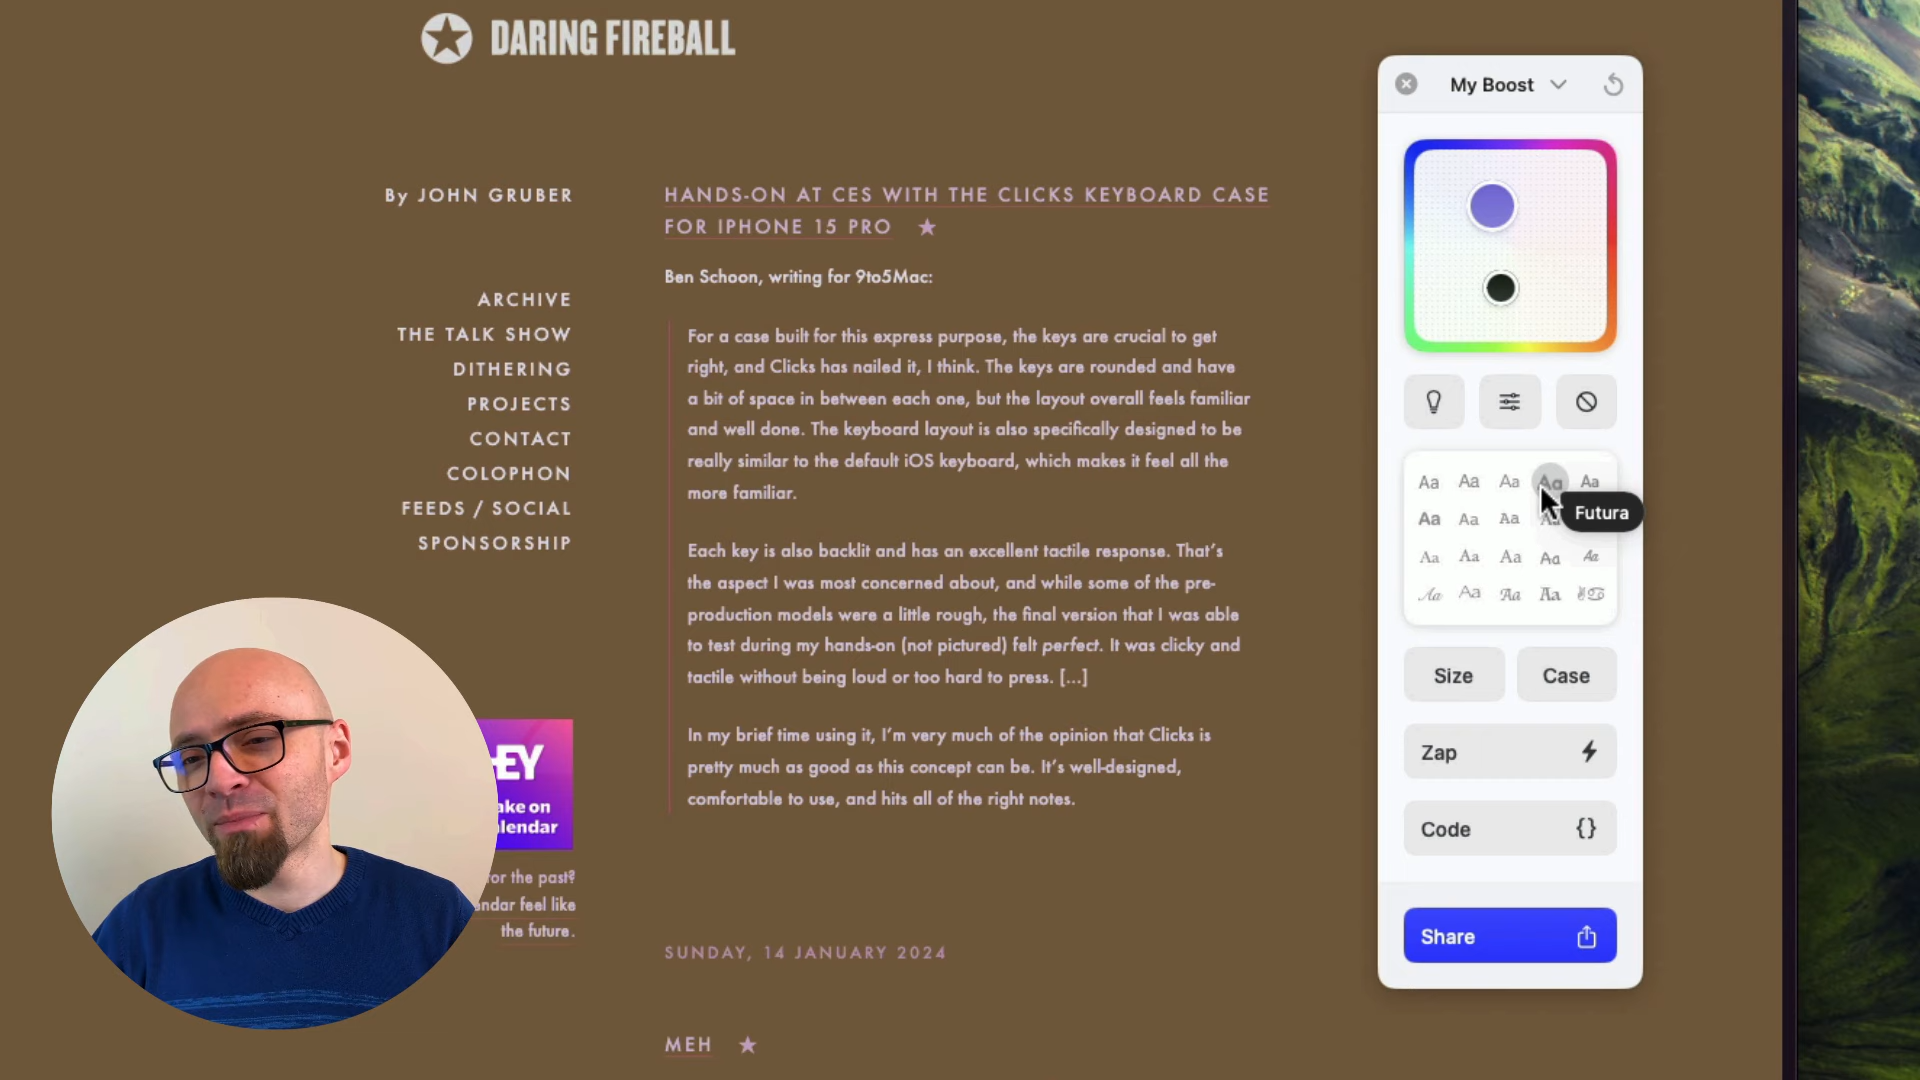 DARING FIREBALL
By JOHN GRUBER
ARCHIVE
THE TALK SHOW
DITHERING
PROJECTS
CONTACT
COLOPHON
FEEDS / SOCIAL
SPONSORSHIP
EY
ake on
lendar
or the past?
endar feel like
the future.
HANDS-ON AT CES WITH THE CLICKS KEYBOARD CASE
FOR IPHONE 15 PRO ★
Ben Schoon, writing for 9to5Mac:
For a case built for this express purpose, the keys are crucial to get
right, and Clicks has nailed it, I think. The keys are rounded and have
a bit of space in between each one, but the layout overall feels familiar
and well done. The keyboard layout is also specifically designed to be
really similar to the default iOS keyboard, which makes it feel all the
more familiar.
Each key is also backlit and has an excellent tactile response. That’s
the aspect I was most concerned about, and while some of the pre-
production models were a little rough, the final version that I was able
to test during my hands-on (not pictured) felt perfect. It was clicky and
tactile without being loud or too hard to press. [...]
In my brief time using it, I’m very much of the opinion that Clicks is
pretty much as good as this concept can be. It’s well-designed,
comfortable to use, and hits all of the right notes.
SUNDAY, 14 JANUARY 2024
MEH ★
My Boost
Aa Aa Aa Aa Aa
Futura
Aa Aa Aa Aa
Aa Aa Aa Aa Aa
Aa Aa Aa Aa
Size Case
Zap
Code {}
Share